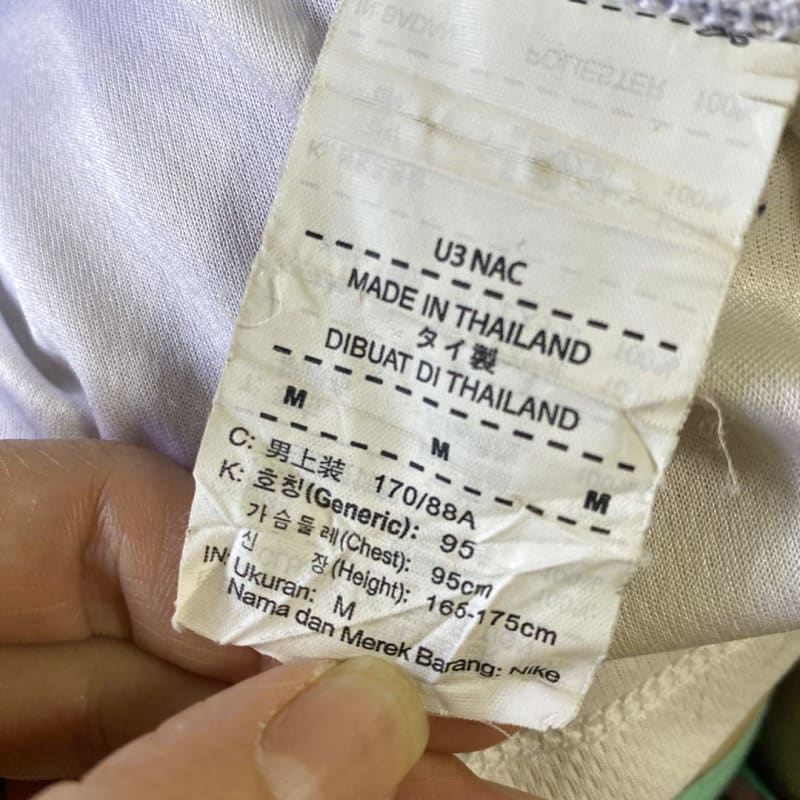 U3 NAC
MADE IN THAILAND
タイ製
DIBUAT DI THAILAND
M
M
M
C: 男上装 170/88A
K: 호칭(Generic): 95
가슴둘레(Chest): 95cm
신 장(Height): 165-175cm
IN: Ukuran: M
Nama dan Merek Barang: Nike